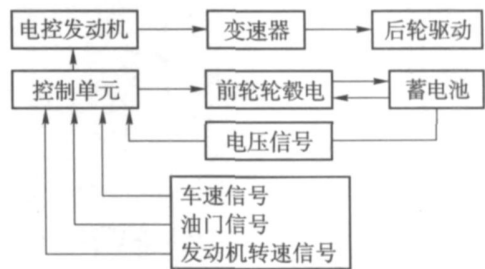 电控发动机
变速器
后轮驱动
控制单元
前轮轮毂电
蓄电池
电压信号
车速信号
油门信号
发动机转速信号